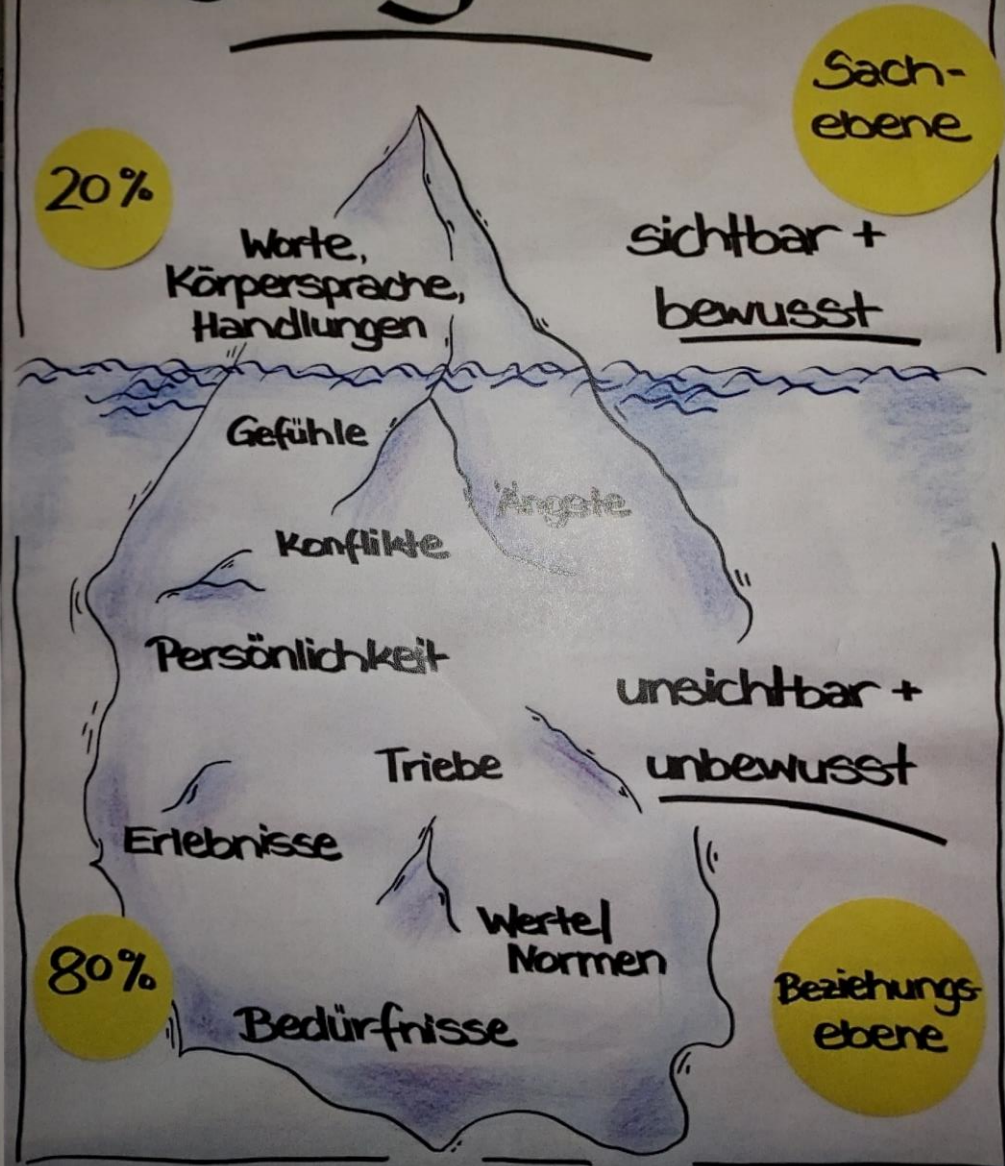 Sach-
ebene
20%
Worte,
Körpersprache,
Handlungen
sichtbar +
bewusst
Gefühle
Ängste
Konflikte
Persönlichkeit
unsichtbar +
unbewusst
Triebe
Erlebnisse
Werte/
Normen
80%
Bedürfnisse
Beziehungs-
ebene